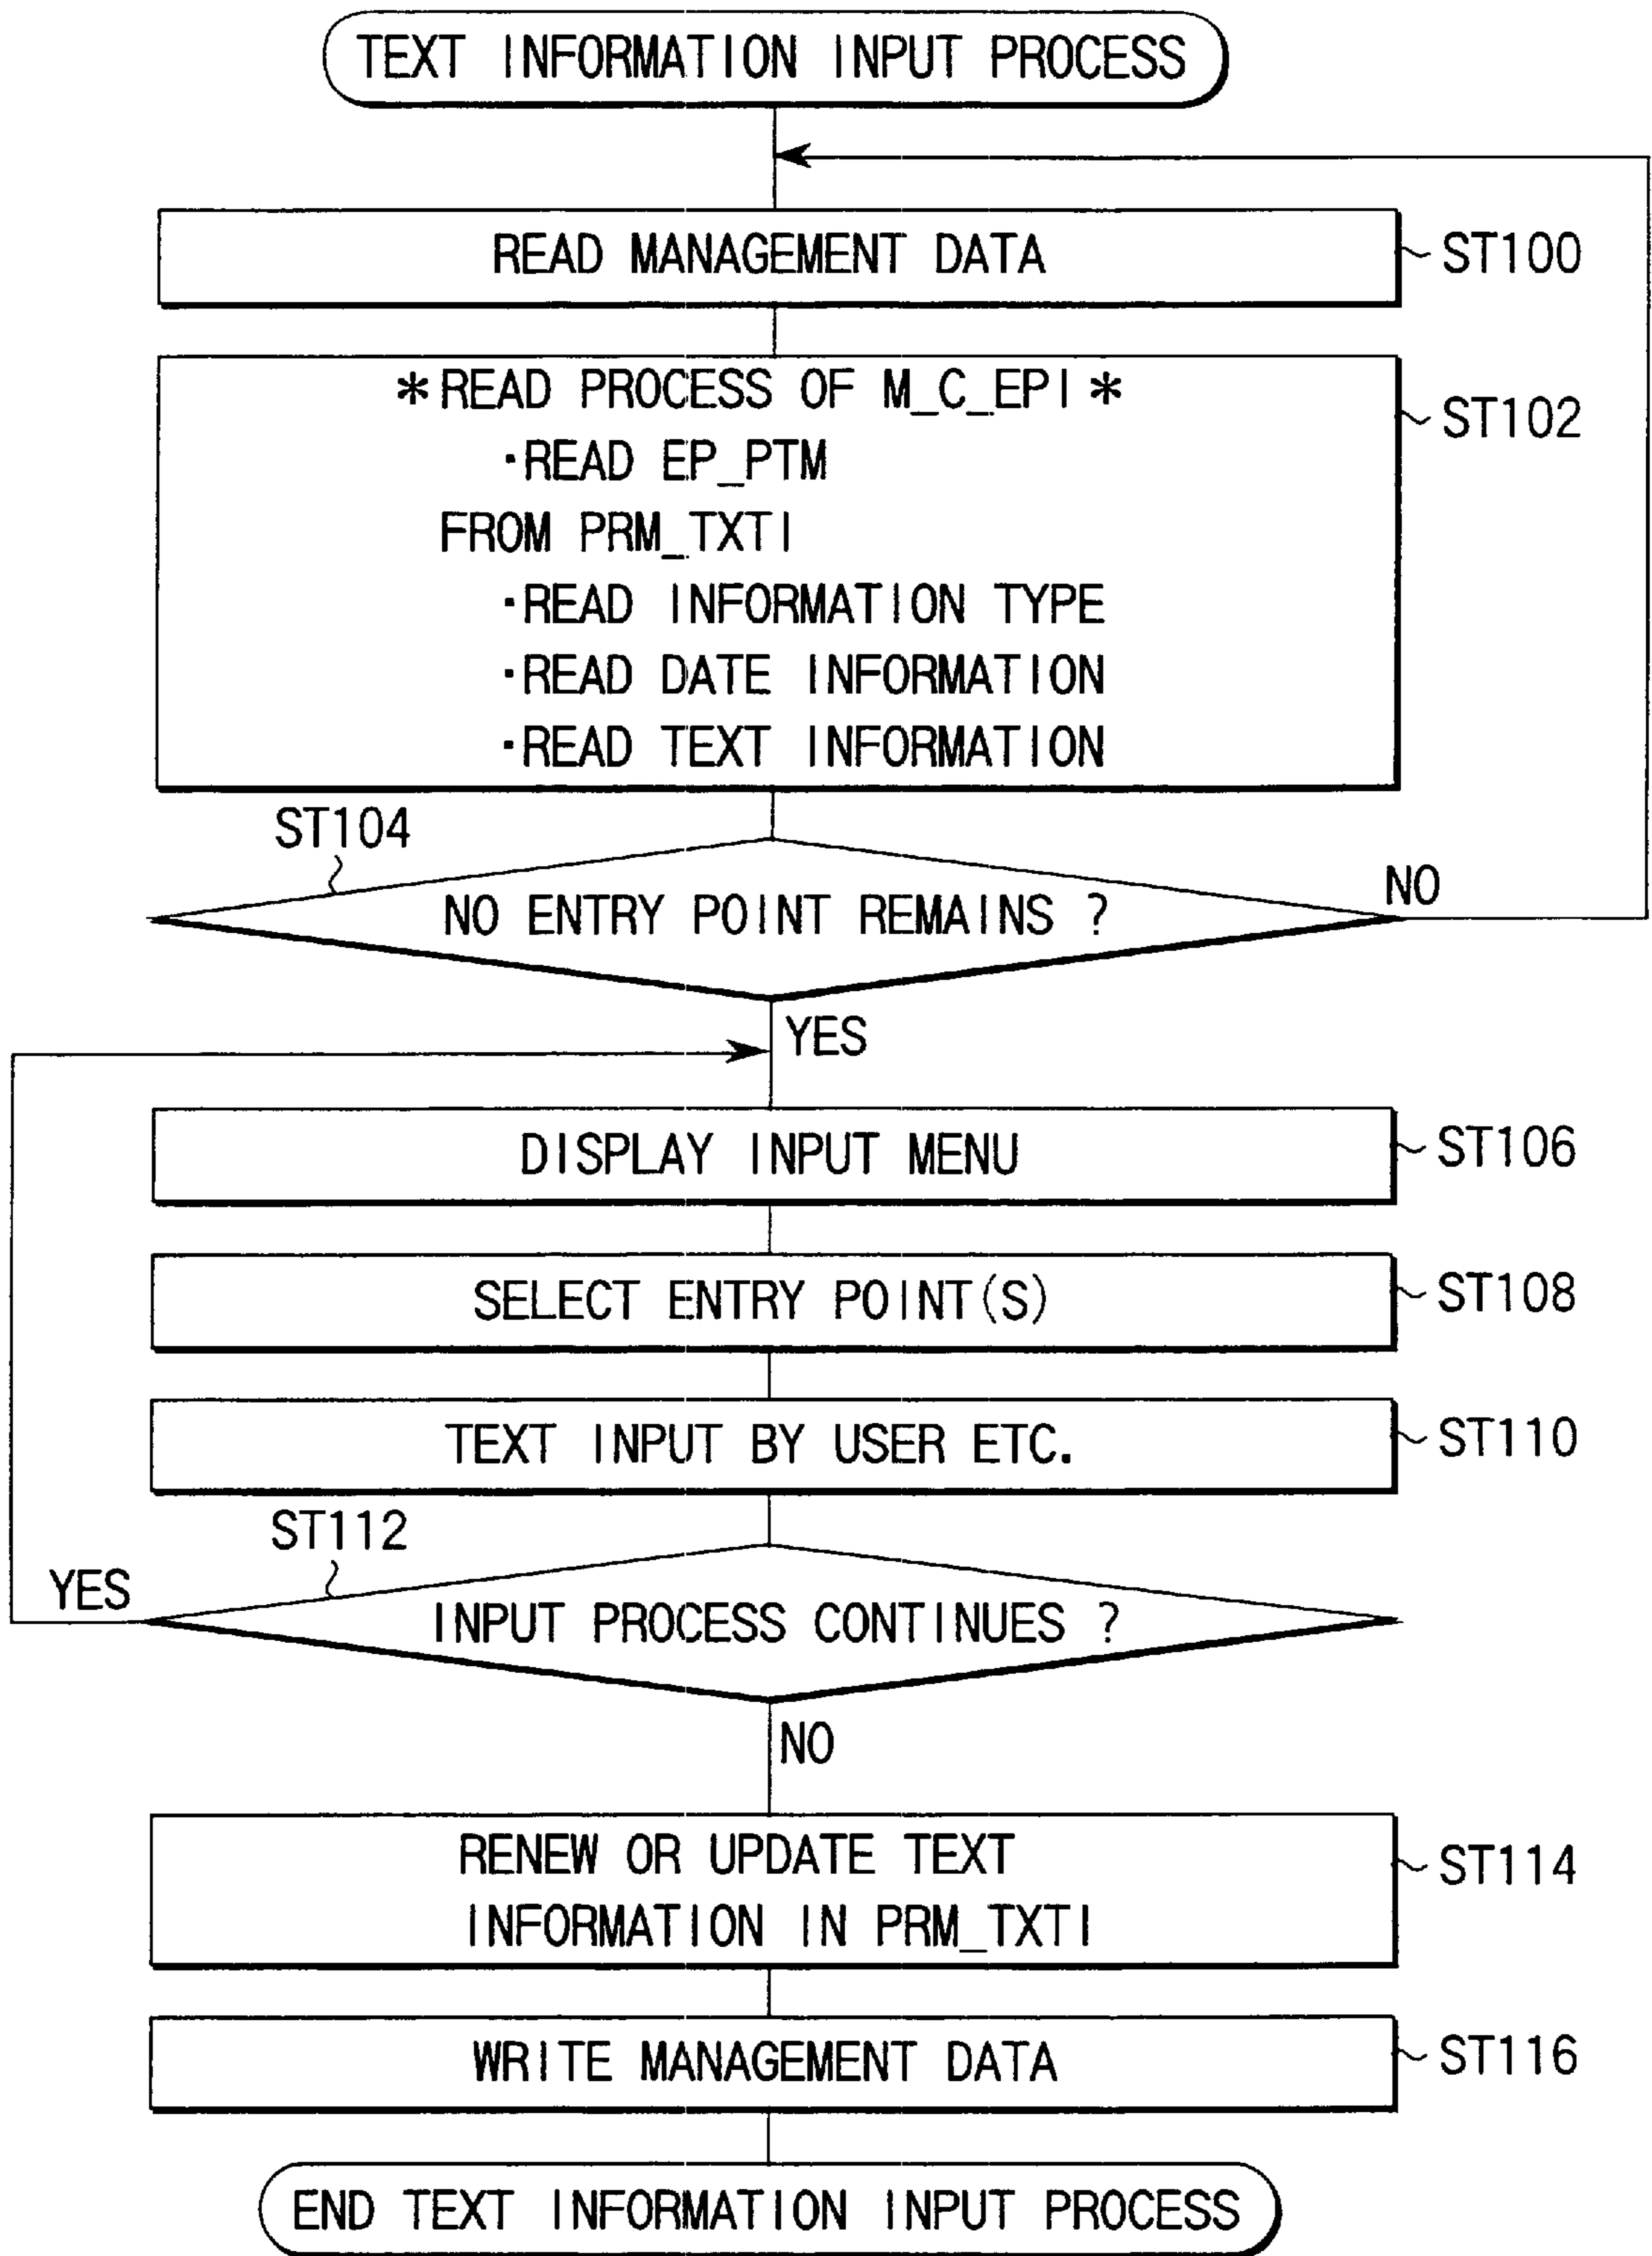 TEXT INFORMATION INPUT PROCESS
READ MANAGEMENT DATA
ST100
*READ PROCESS OF M_C_EPI*
·READ EP_PTM
FROM PRM_TXTI
·READ INFORMATION TYPE
·READ DATE INFORMATION
·READ TEXT INFORMATION
ST102
ST104
NO ENTRY POINT REMAINS ?
NO
YES
DISPLAY INPUT MENU
ST106
SELECT ENTRY POINT(S)
ST108
TEXT INPUT BY USER ETC.
ST110
ST112
YES
INPUT PROCESS CONTINUES ?
NO
RENEW OR UPDATE TEXT
INFORMATION IN PRM_TXTI
ST114
WRITE MANAGEMENT DATA
ST116
END TEXT INFORMATION INPUT PROCESS